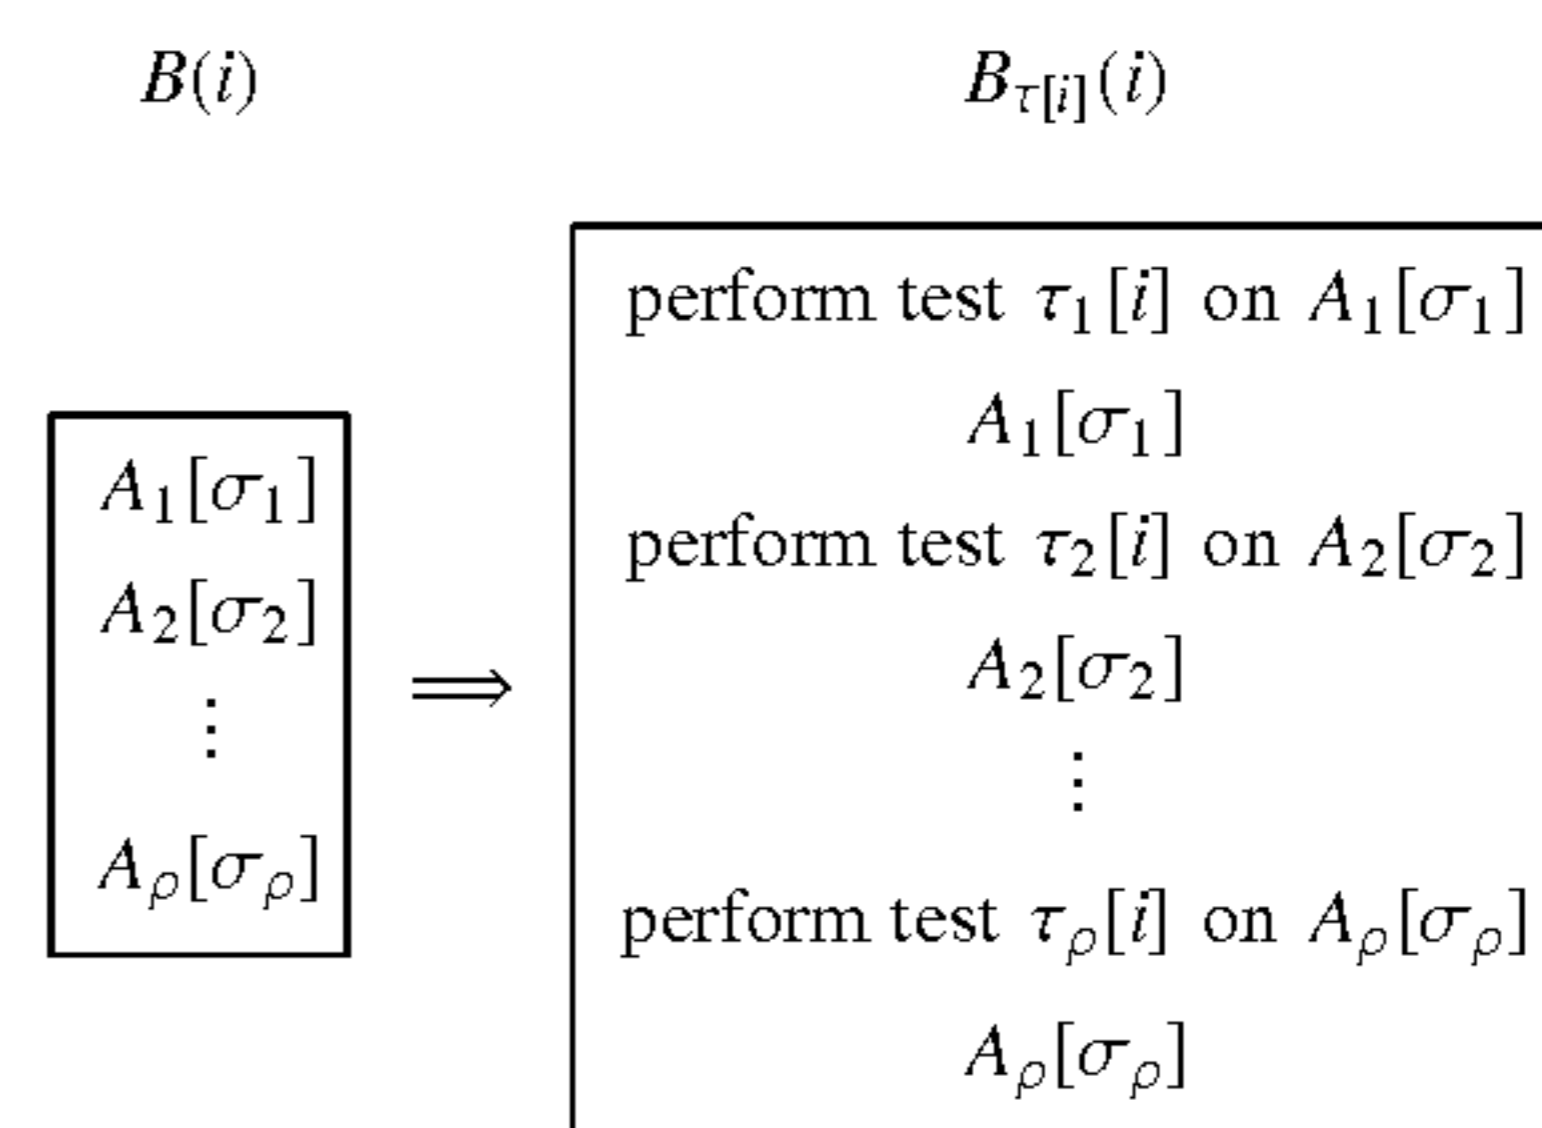 B(i)
B_{τ[i]}(i)
A_1[σ_1]
A_2[σ_2]
⋮
A_ρ[σ_ρ]
⟹
perform test τ_1[i] on A_1[σ_1]
A_1[σ_1]
perform test τ_2[i] on A_2[σ_2]
A_2[σ_2]
⋮
perform test τ_ρ[i] on A_ρ[σ_ρ]
A_ρ[σ_ρ]